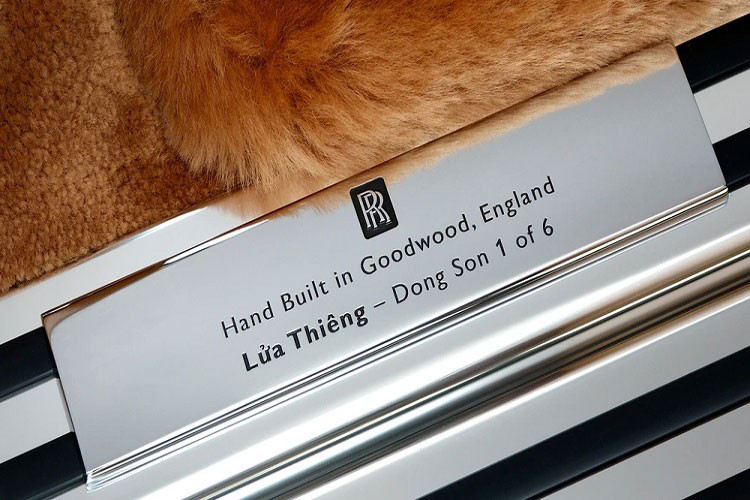 RR
Hand Built in Goodwood, England
Lửa Thiêng – Dong Son 1 of 6